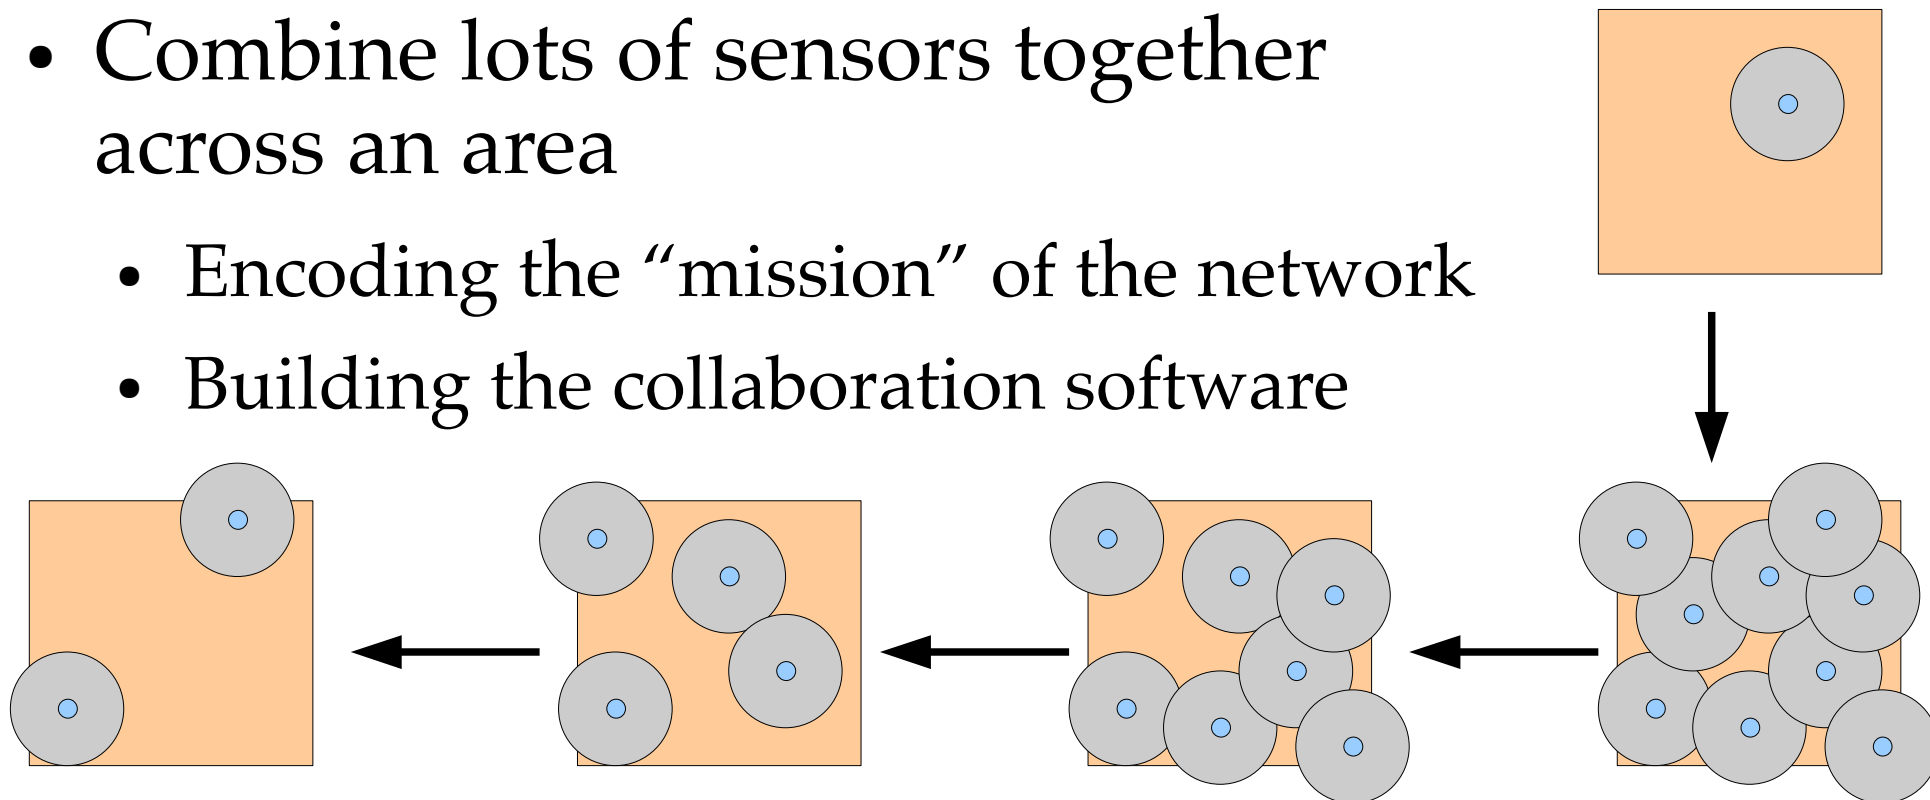 • Combine lots of sensors together
across an area
• Encoding the “mission” of the network
• Building the collaboration software